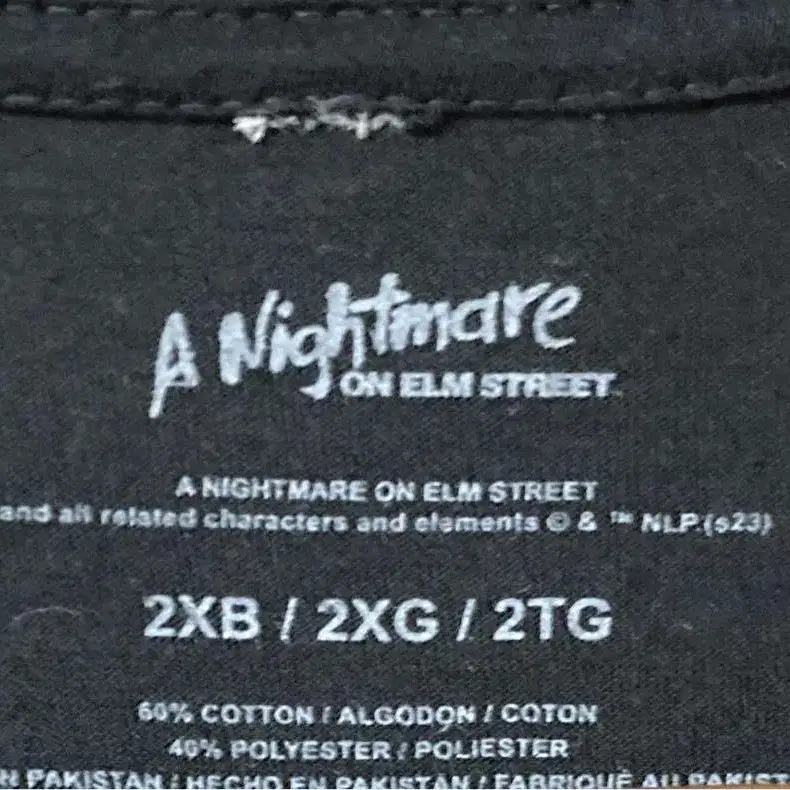 A Nightmare
ON ELM STREET
A NIGHTMARE ON ELM STREET
and all related characters and elements © & ™ NLP.(s23)
2XB / 2XG / 2TG
60% COTTON / ALGODON / COTON
40% POLYESTER / POLIESTER
PAKISTAN / HECHO EN PAKISTÁN / FABRIQUÉ AU